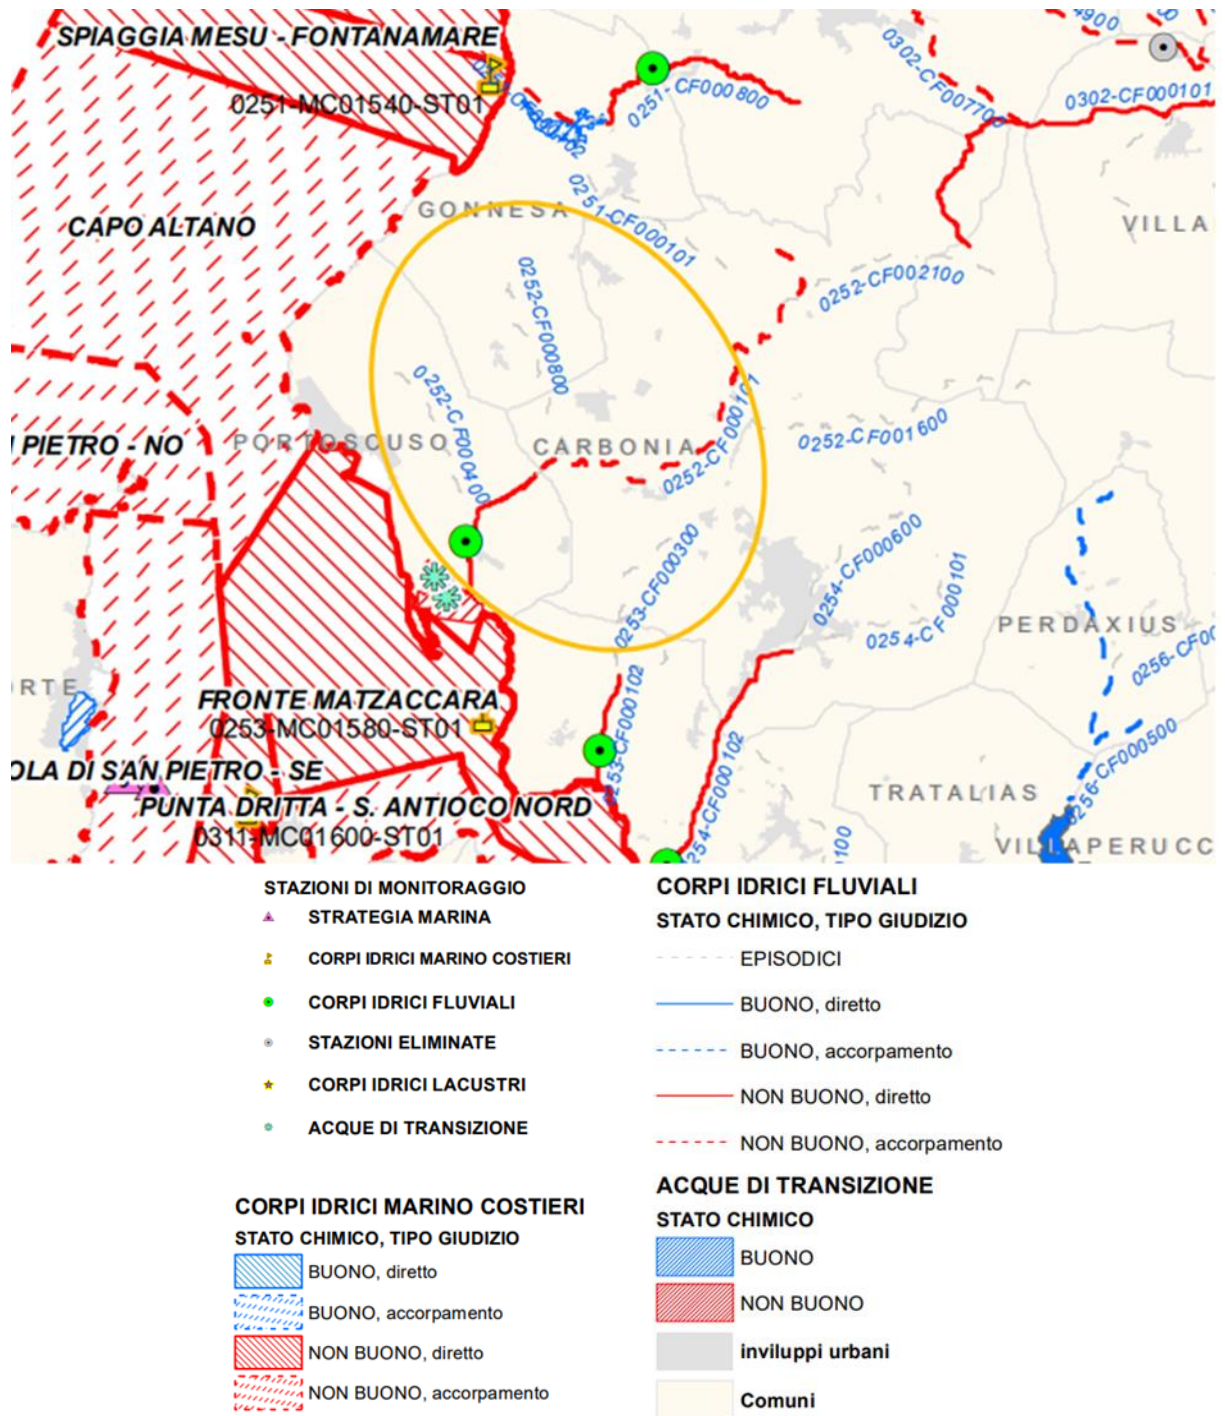 SPIAGGIA MESU - FONTANAMARE
0251-MC01540-ST01
0251-CF000800
4900
0302-CF007700
0302-CF000101
CAPO ALTANO
GONNESA
0251-CF000101
VILLA
0252-CF000800
0252-CF002100
0252-CF000400
PIETRO - NO
PORTOSCUSO
CARBONIA
0252-CF000101
0252-CF001600
0253-CF000300
0254-CF000600
0254-CF000101
PERDAXIUS
0256-CF00
ORTE
FRONTE MATZACCARA
0253-MC01580-ST01
0253-CF000102
0254-CF000102
0256-CF000500
OLA DI SAN PIETRO - SE
PUNTA DRITTA - S. ANTIOCO NORD
0311-MC01600-ST01
TRATALIAS
100
VILLAPERUCC
STAZIONI DI MONITORAGGIO
STRATEGIA MARINA
CORPI IDRICI MARINO COSTIERI
CORPI IDRICI FLUVIALI
STAZIONI ELIMINATE
CORPI IDRICI LACUSTRI
ACQUE DI TRANSIZIONE
CORPI IDRICI FLUVIALI
STATO CHIMICO, TIPO GIUDIZIO
EPISODICI
BUONO, diretto
BUONO, accorpamento
NON BUONO, diretto
NON BUONO, accorpamento
CORPI IDRICI MARINO COSTIERI
STATO CHIMICO, TIPO GIUDIZIO
BUONO, diretto
BUONO, accorpamento
NON BUONO, diretto
NON BUONO, accorpamento
ACQUE DI TRANSIZIONE
STATO CHIMICO
BUONO
NON BUONO
inviluppi urbani
Comuni